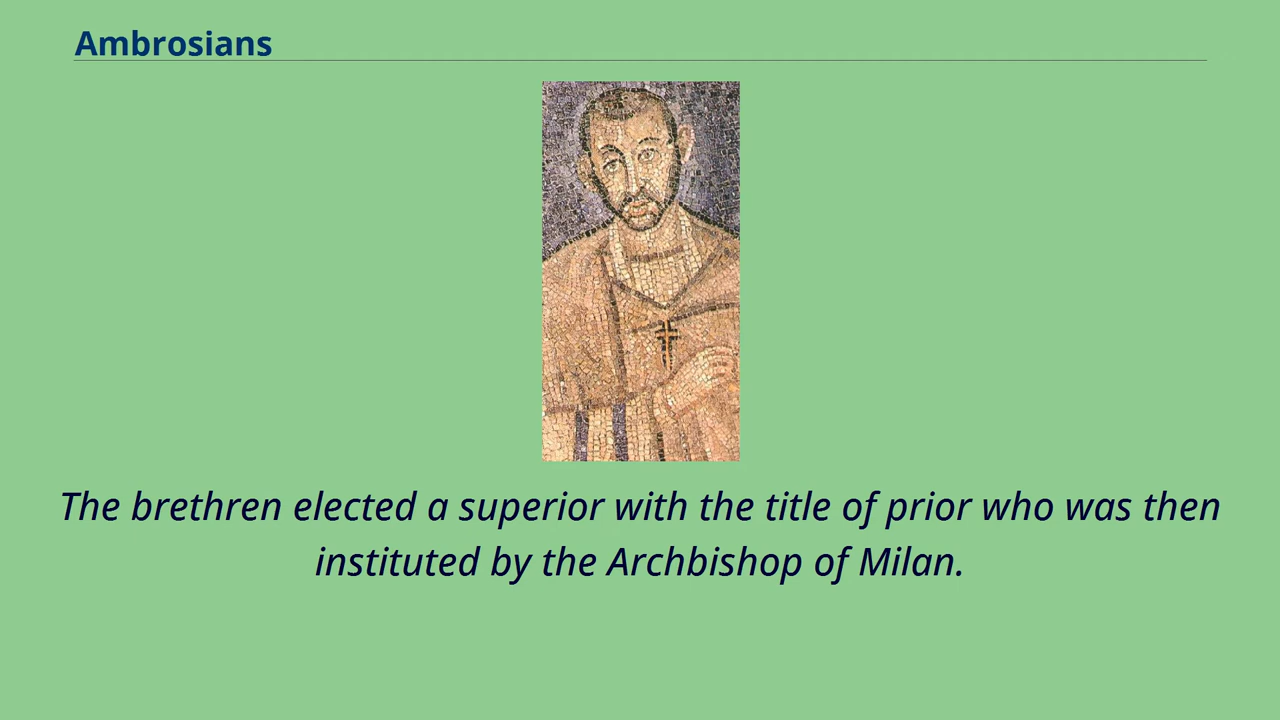 Ambrosians
The brethren elected a superior with the title of prior who was then
instituted by the Archbishop of Milan.